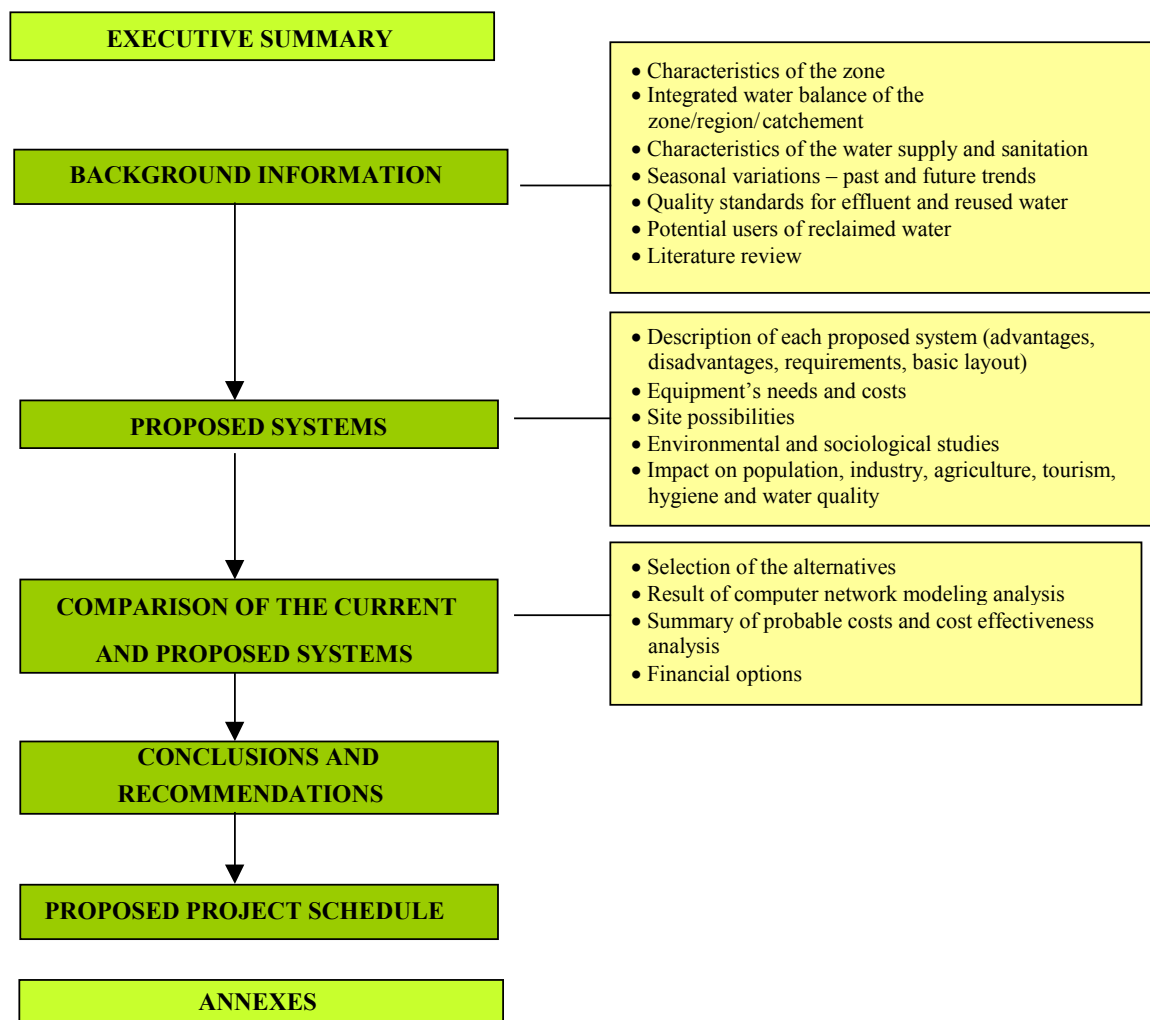 EXECUTIVE SUMMARY
• Characteristics of the zone
• Integrated water balance of the
zone/region/catchement
• Characteristics of the water supply and sanitation
• Seasonal variations – past and future trends
• Quality standards for effluent and reused water
• Potential users of reclaimed water
• Literature review
BACKGROUND INFORMATION
• Description of each proposed system (advantages,
disadvantages, requirements, basic layout)
• Equipment’s needs and costs
• Site possibilities
• Environmental and sociological studies
• Impact on population, industry, agriculture, tourism,
hygiene and water quality
PROPOSED SYSTEMS
• Selection of the alternatives
• Result of computer network modeling analysis
• Summary of probable costs and cost effectiveness
analysis
• Financial options
COMPARISON OF THE CURRENT
AND PROPOSED SYSTEMS
CONCLUSIONS AND
RECOMMENDATIONS
PROPOSED PROJECT SCHEDULE
ANNEXES